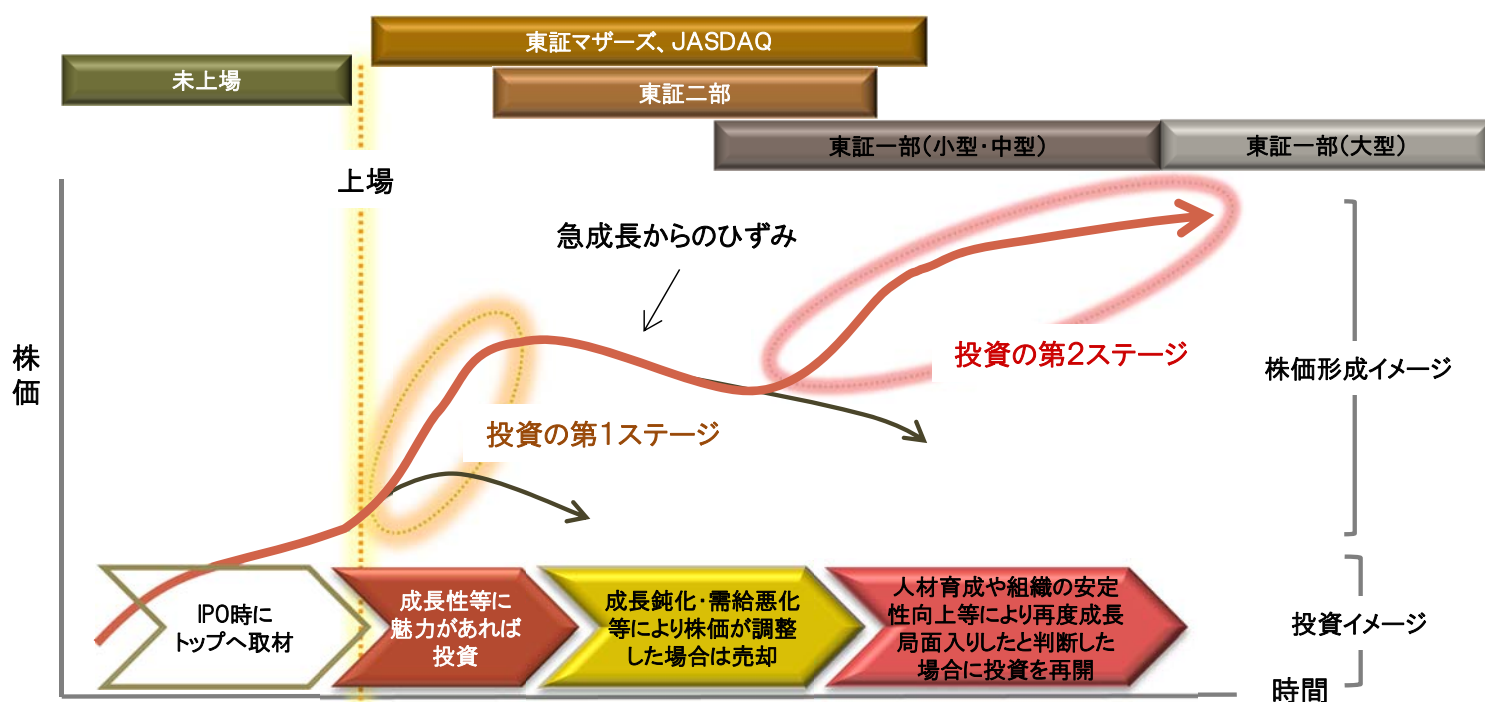 東証マザーズ、JASDAQ
未上場
東証二部
東証一部（小型・中型）
東証一部（大型）
上場
急成長からのひずみ
株
価
投資の第2ステージ
株価形成イメージ
投資の第1ステージ
IPO時に
トップへ取材
成長性等に
魅力があれば
投資
成長鈍化・需給悪化
等により株価が調整
した場合は売却
人材育成や組織の安定
性向上等により再度成長
局面入りしたと判断した
場合に投資を再開
投資イメージ
時間